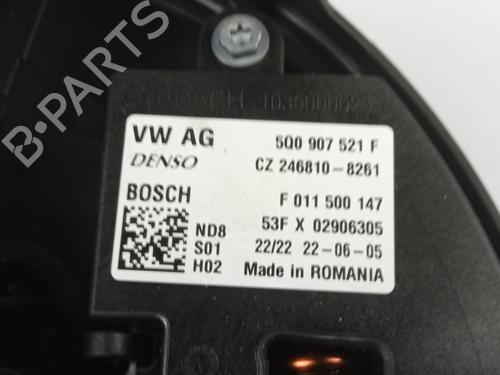 VW AG 5Q0 907 521 F
DENSO CZ 246810-8261
BOSCH F 011 500 147
ND8 53F X 02906305
S01 22/22 22-06-05
H02 Made in ROMANIA
B-PARTS